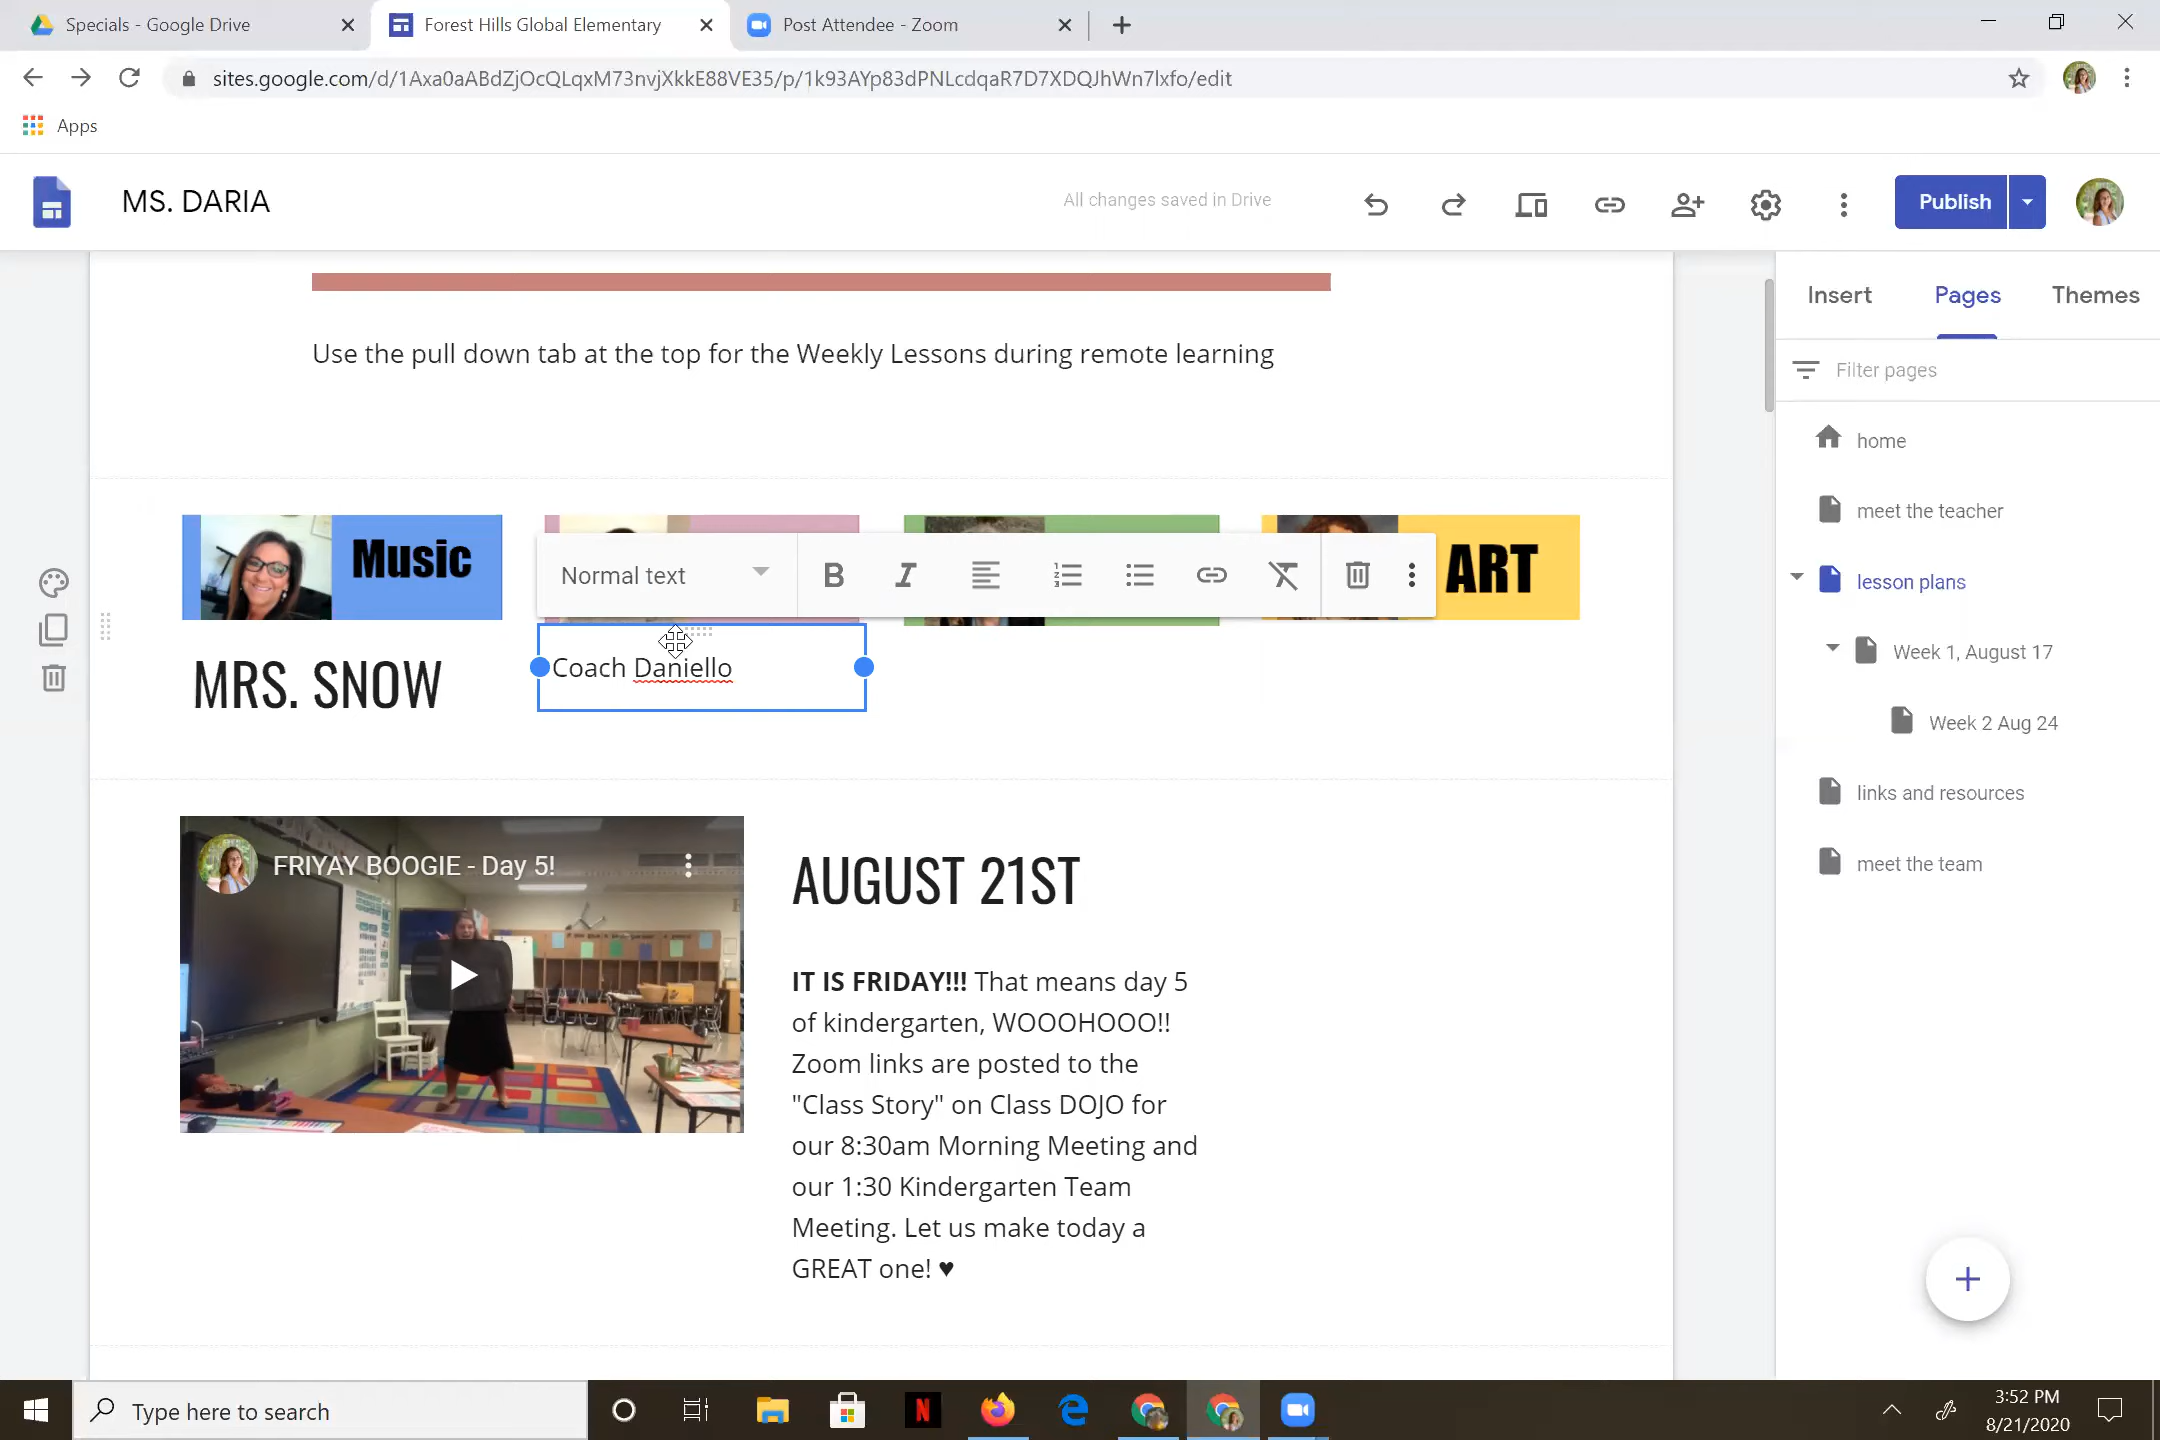 Specials - Google Drive
Forest Hills Global Elementary
Post Attendee - Zoom
sites.google.com/d/1Axa0aABdZjOcQLqxM73nvjXkkE88VE35/p/1k93AYp83dPNLcdqaR7D7XDQJhWn7lxfo/edit
Apps
MS. DARIA
All changes saved in Drive
Publish
Insert
Pages
Themes
Use the pull down tab at the top for the Weekly Lessons during remote learning
Filter pages
home
meet the teacher
lesson plans
Week 1, August 17
Week 2 Aug 24
links and resources
meet the team
Music
Normal text
ART
MRS. SNOW
Coach Daniello
FRIYAY BOOGIE - Day 5!
AUGUST 21ST
IT IS FRIDAY!!! That means day 5
of kindergarten, WOOOHOOO!!
Zoom links are posted to the
"Class Story" on Class DOJO for
our 8:30am Morning Meeting and
our 1:30 Kindergarten Team
Meeting. Let us make today a
GREAT one! ♥
Type here to search
3:52 PM
8/21/2020